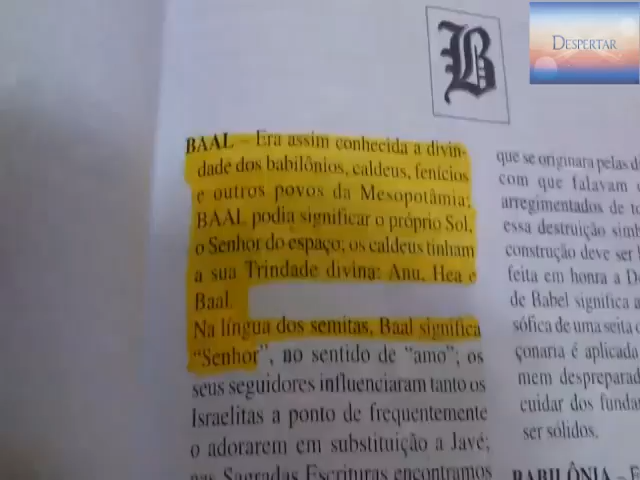 B
DESPERTAR
BAAL – Era assim conhecida a divin-
dade dos babilônios, caldeus, fenícios
e outros povos da Mesopotâmia;
BAAL podia significar o próprio Sol,
o Senhor do espaço; os caldeus tinham
a sua Trindade divina: Anu, Hea e
Baal.
Na língua dos semitas, Baal significa
“Senhor”, no sentido de “amo”; os
seus seguidores influenciaram tanto os
Israelitas a ponto de frequentemente
o adorarem em substituição a Javé;
nas Sagradas Escrituras encontramos
que se originara pelas d
com que falavam
arregimentados de
essa destruição
construção deve ser
feita em honra a
de Babel significa a
sófica de uma seita
çonaria é aplicada
mem despreparad
cuidar dos funda
ser sólidos.
BABILÔNIA –